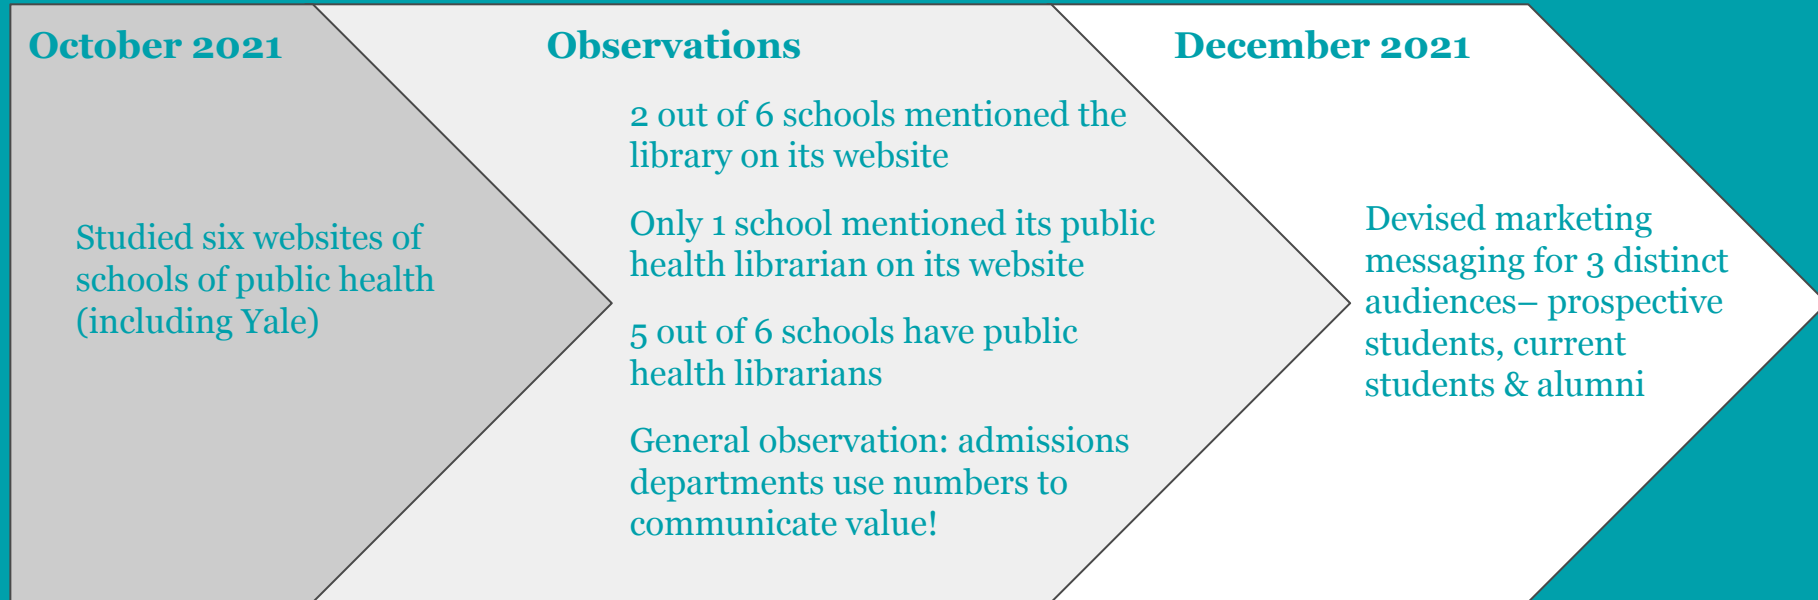 October 2021
Studied six websites of
schools of public health
(including Yale)
Observations
2 out of 6 schools mentioned the
library on its website
Only 1 school mentioned its public
health librarian on its website
5 out of 6 schools have public
health librarians
General observation: admissions
departments use numbers to
communicate value!
December 2021
Devised marketing
messaging for 3 distinct
audiences– prospective
students, current
students & alumni